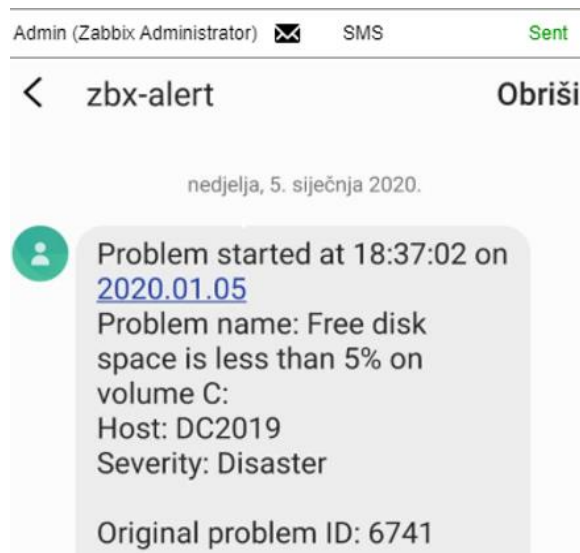 Admin (Zabbix Administrator) SMS Sent
zbx-alert Obriši
nedjelja, 5. siječnja 2020.
Problem started at 18:37:02 on
2020.01.05
Problem name: Free disk
space is less than 5% on
volume C:
Host: DC2019
Severity: Disaster
Original problem ID: 6741